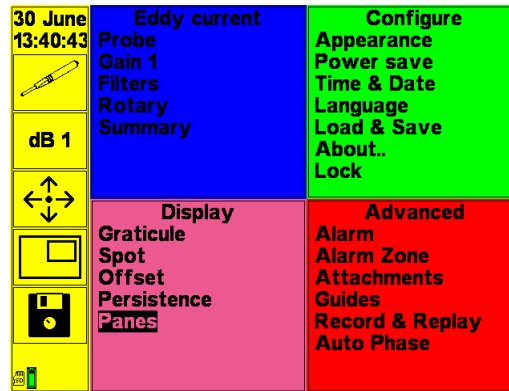 30 June
13:40:43
dB 1
SD
Eddy current
Probe
Gain 1
Filters
Rotary
Summary
Configure
Appearance
Power save
Time & Date
Language
Load & Save
About..
Lock
Display
Graticule
Spot
Offset
Persistence
Panes
Advanced
Alarm
Alarm Zone
Attachments
Guides
Record & Replay
Auto Phase